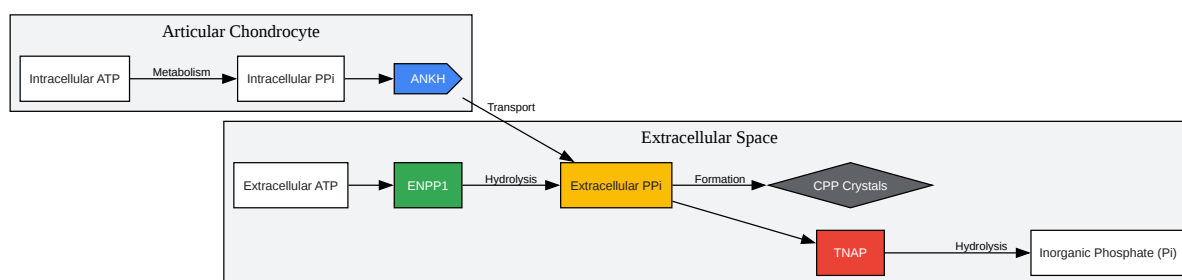 Articular Chondrocyte
Intracellular ATP
Metabolism
Intracellular PPi
ANKH
Transport
Extracellular Space
Extracellular ATP
ENPP1
Hydrolysis
Extracellular PPi
Formation
CPP Crystals
TNAP
Hydrolysis
Inorganic Phosphate (Pi)